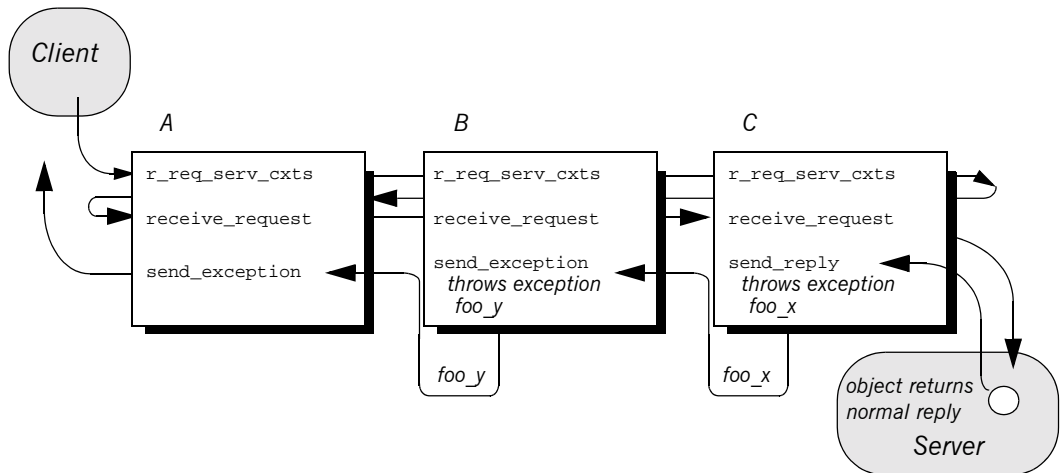 Client
A
B
C
r_req_serv_cxts
receive_request
send_exception
r_req_serv_cxts
receive_request
send_exception
throws exception
foo_y
r_req_serv_cxts
receive_request
send_reply
throws exception
foo_x
foo_y
foo_x
object returns
normal reply
Server